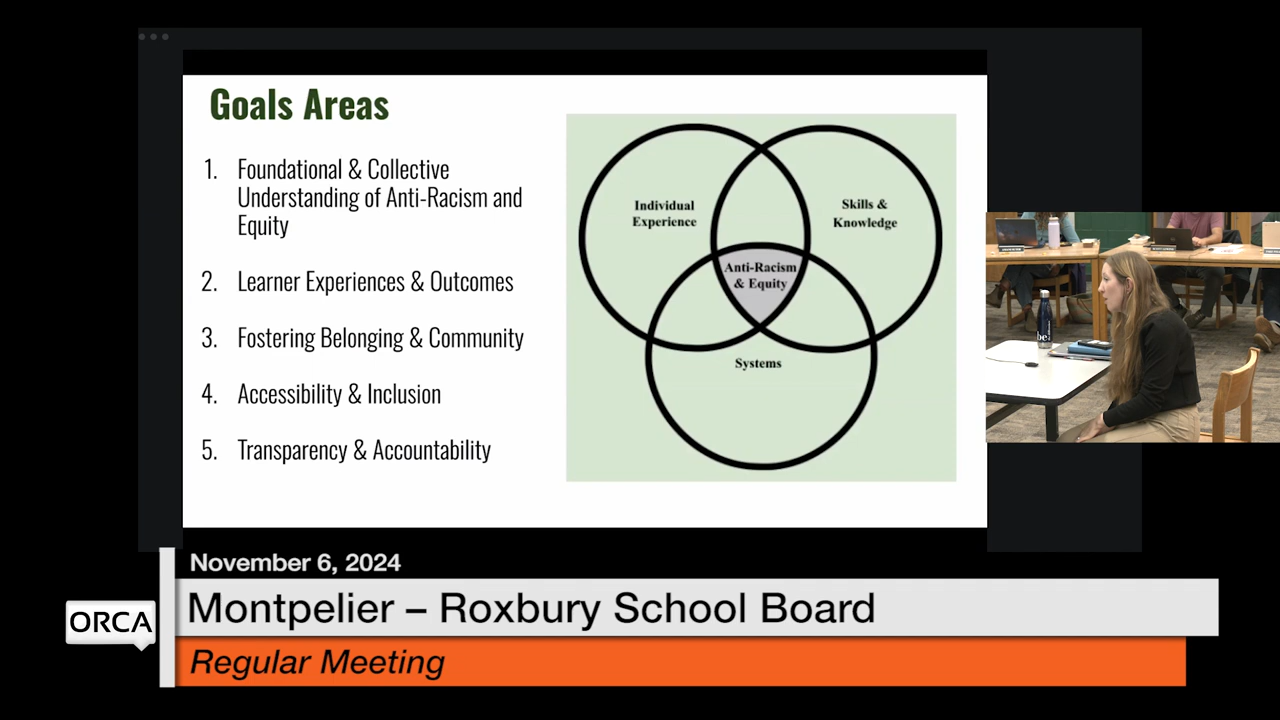 Goals Areas
1. Foundational & Collective
Understanding of Anti-Racism and
Equity
2. Learner Experiences & Outcomes
3. Fostering Belonging & Community
4. Accessibility & Inclusion
5. Transparency & Accountability
Individual
Experience
Skills &
Knowledge
Anti-Racism
& Equity
Systems
November 6, 2024
Montpelier – Roxbury School Board
ORCA
Regular Meeting